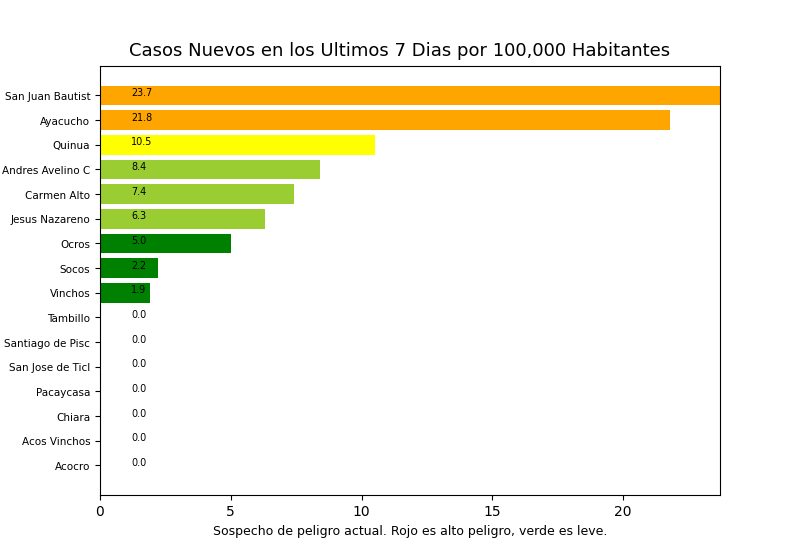 Casos Nuevos en los Ultimos 7 Dias por 100,000 Habitantes
San Juan Bautist 23.7
Ayacucho 21.8
Quinua 10.5
Andres Avelino C 8.4
Carmen Alto 7.4
Jesus Nazareno 6.3
Ocros 5.0
Socos 2.2
Vinchos 1.9
Tambillo 0.0
Santiago de Pisc 0.0
San Jose de Ticl 0.0
Pacaycasa 0.0
Chiara 0.0
Acos Vinchos 0.0
Acocro 0.0
0 5 10 15 20
Sospecho de peligro actual. Rojo es alto peligro, verde es leve.